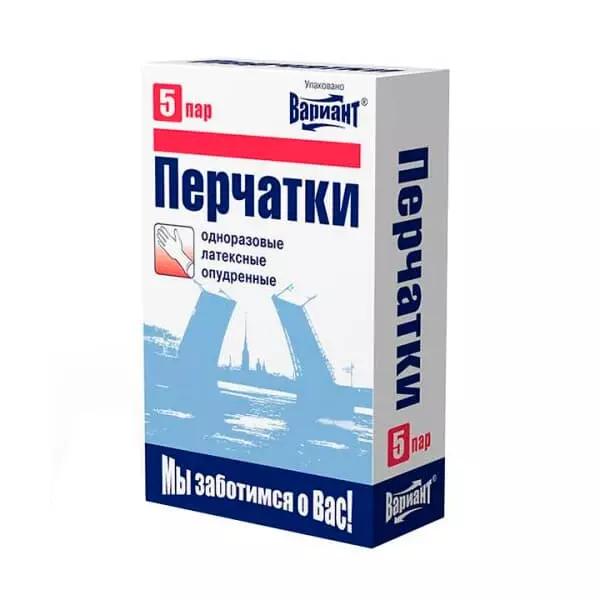 5 пар
Упаковано
Вариант®
Перчатки
одноразовые
латексные
опудренные
Мы заботимся о Вас!
Перчатки
5 пар
Вариант®